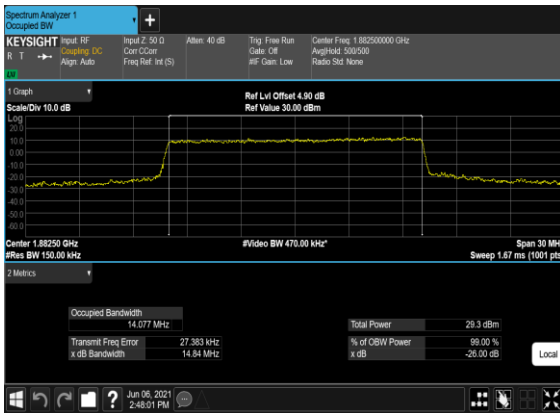 Spectrum Analyzer 1
Occupied BW
KEYSIGHT
R T
Input: RF
Coupling: DC
Align: Auto
Input Z: 50 Ω
Corr CCorr
Freq Ref: Int (S)
Atten: 40 dB
Trig: Free Run
Gate: Off
#IF Gain: Low
Center Freq: 1.882500000 GHz
Avg|Hold: 500/500
Radio Std: None
1 Graph
Scale/Div 10.0 dB
Ref Lvl Offset 4.90 dB
Ref Value 30.00 dBm
Log
20.0
10.0
0.00
-10.0
-20.0
-30.0
-40.0
-50.0
-60.0
Center 1.88250 GHz
#Res BW 150.00 kHz
#Video BW 470.00 kHz*
Span 30 MH
Sweep 1.67 ms (1001 pts
2 Metrics
Occupied Bandwidth
14.077 MHz
Transmit Freq Error 27.383 kHz
x dB Bandwidth 14.84 MHz
Total Power 29.3 dBm
% of OBW Power 99.00 %
x dB -26.00 dB
Local
?
Jun 06, 2021
2:48:01 PM